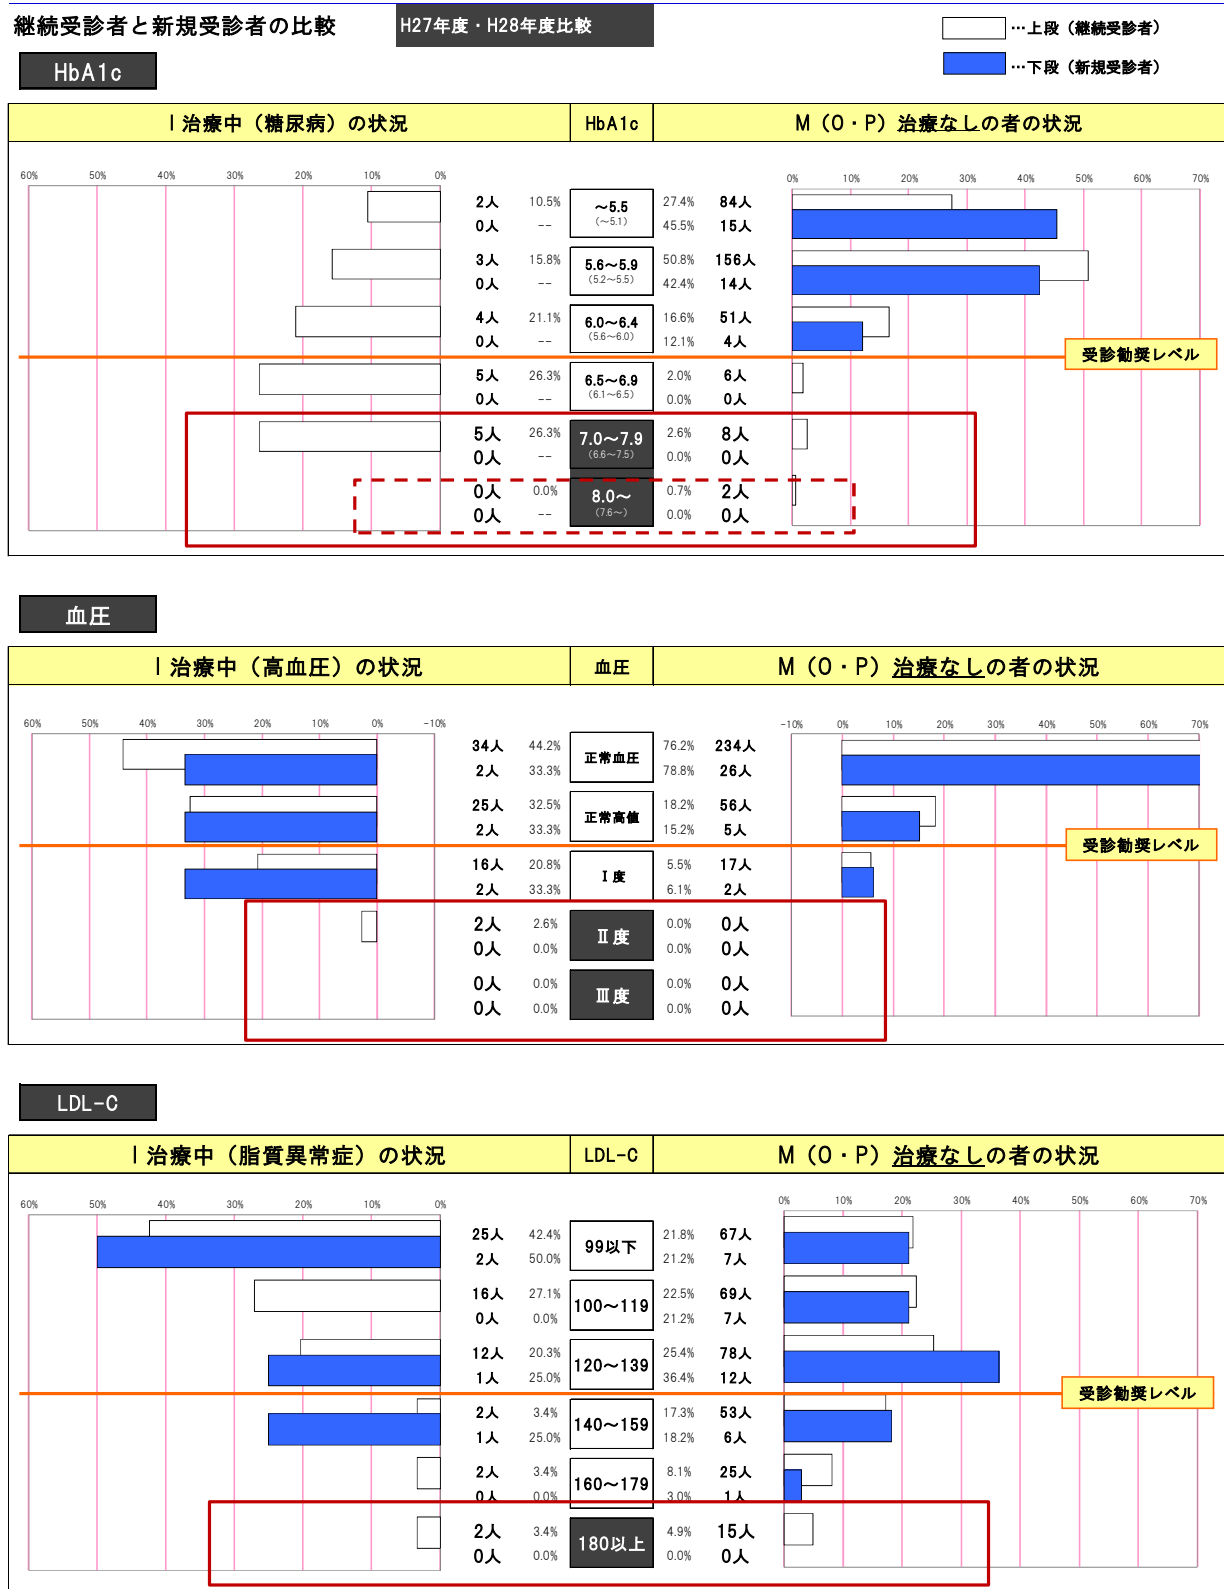 継続受診者と新規受診者の比較
H27年度・H28年度比較
…上段（継続受診者）
…下段（新規受診者）
HbA1c
Ⅰ治療中（糖尿病）の状況 HbA1c M（O・P）治療なしの者の状況
60% 50% 40% 30% 20% 10% 0% 0% 10% 20% 30% 40% 50% 60% 70%
2人 10.5% ～5.5 27.4% 84人
0人 -- （～5.1） 45.5% 15人
3人 15.8% 5.6～5.9 50.8% 156人
0人 -- （5.2～5.5） 42.4% 14人
4人 21.1% 6.0～6.4 16.6% 51人
0人 -- （5.6～6.0） 12.1% 4人
受診勧奨レベル
5人 26.3% 6.5～6.9 2.0% 6人
0人 -- （6.1～6.5） 0.0% 0人
5人 26.3% 7.0～7.9 2.6% 8人
0人 -- （6.6～7.5） 0.0% 0人
0人 0.0% 8.0～ 0.7% 2人
0人 -- （7.6～） 0.0% 0人
血圧
Ⅰ治療中（高血圧）の状況 血圧 M（O・P）治療なしの者の状況
60% 50% 40% 30% 20% 10% 0% -10% -10% 0% 10% 20% 30% 40% 50% 60% 70%
34人 44.2% 正常血圧 76.2% 234人
2人 33.3% 78.8% 26人
25人 32.5% 正常高値 18.2% 56人
2人 33.3% 15.2% 5人
受診勧奨レベル
16人 20.8% Ⅰ度 5.5% 17人
2人 33.3% 6.1% 2人
2人 2.6% Ⅱ度 0.0% 0人
0人 0.0% 0.0% 0人
0人 0.0% Ⅲ度 0.0% 0人
0人 0.0% 0.0% 0人
LDL-C
Ⅰ治療中（脂質異常症）の状況 LDL-C M（O・P）治療なしの者の状況
60% 50% 40% 30% 20% 10% 0% 0% 10% 20% 30% 40% 50% 60% 70%
25人 42.4% 99以下 21.8% 67人
2人 50.0% 21.2% 7人
16人 27.1% 100～119 22.5% 69人
0人 0.0% 21.2% 7人
12人 20.3% 120～139 25.4% 78人
1人 25.0% 36.4% 12人
受診勧奨レベル
2人 3.4% 140～159 17.3% 53人
1人 25.0% 18.2% 6人
2人 3.4% 160～179 8.1% 25人
0人 0.0% 3.0% 1人
2人 3.4% 180以上 4.9% 15人
0人 0.0% 0.0% 0人